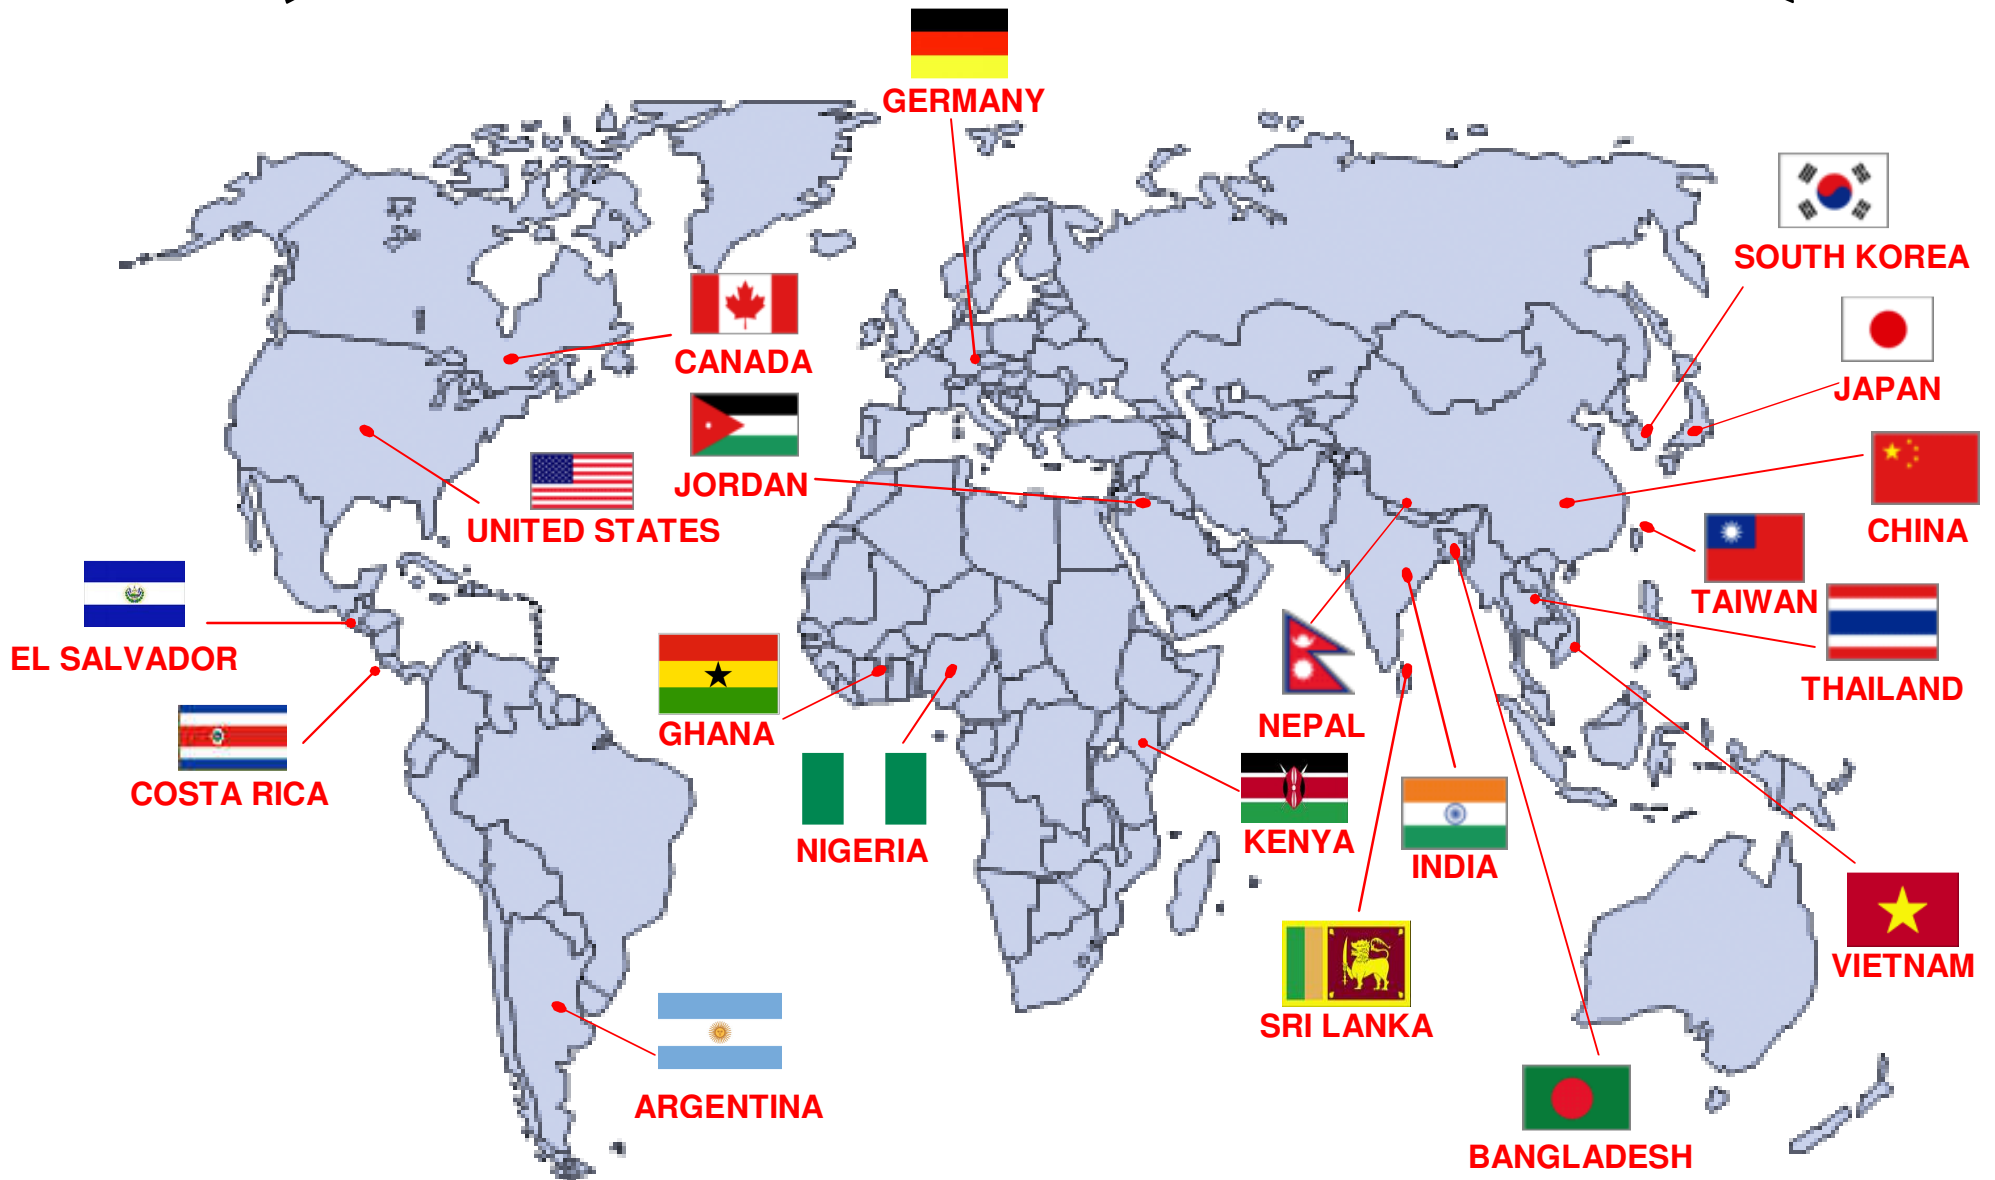 GERMANY
SOUTH KOREA
CANADA
JAPAN
JORDAN
UNITED STATES
CHINA
TAIWAN
EL SALVADOR
THAILAND
GHANA
NEPAL
COSTA RICA
NIGERIA
KENYA
INDIA
VIETNAM
SRI LANKA
ARGENTINA
BANGLADESH